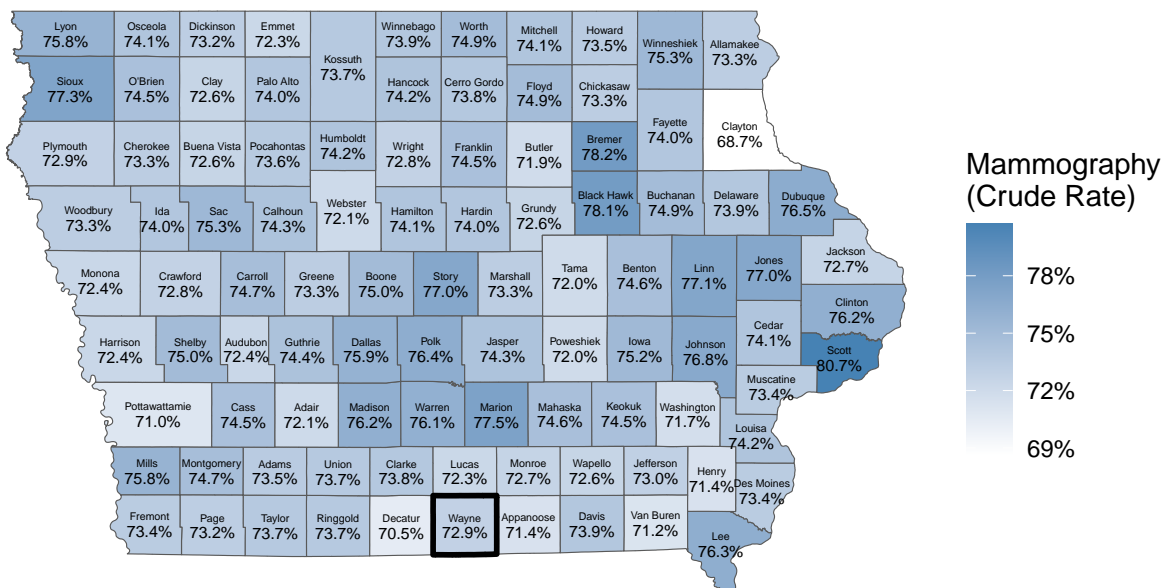 Lyon
75.8%
Osceola
74.1%
Dickinson
73.2%
Emmet
72.3%
Kossuth
73.7%
Winnebago
73.9%
Worth
74.9%
Mitchell
74.1%
Howard
73.5%
Winneshiek
75.3%
Allamakee
73.3%
Sioux
77.3%
O'Brien
74.5%
Clay
72.6%
Palo Alto
74.0%
Hancock
74.2%
Cerro Gordo
73.8%
Floyd
74.9%
Chickasaw
73.3%
Fayette
74.0%
Clayton
68.7%
Plymouth
72.9%
Cherokee
73.3%
Buena Vista
72.6%
Pocahontas
73.6%
Humboldt
74.2%
Wright
72.8%
Franklin
74.5%
Butler
71.9%
Bremer
78.2%
Woodbury
73.3%
Ida
74.0%
Sac
75.3%
Calhoun
74.3%
Webster
72.1%
Hamilton
74.1%
Hardin
74.0%
Grundy
72.6%
Black Hawk
78.1%
Buchanan
74.9%
Delaware
73.9%
Dubuque
76.5%
Monona
72.4%
Crawford
72.8%
Carroll
74.7%
Greene
73.3%
Boone
75.0%
Story
77.0%
Marshall
73.3%
Tama
72.0%
Benton
74.6%
Linn
77.1%
Jones
77.0%
Jackson
72.7%
Clinton
76.2%
Harrison
72.4%
Shelby
75.0%
Audubon
72.4%
Guthrie
74.4%
Dallas
75.9%
Polk
76.4%
Jasper
74.3%
Poweshiek
72.0%
Iowa
75.2%
Johnson
76.8%
Cedar
74.1%
Scott
80.7%
Muscatine
73.4%
Pottawattamie
71.0%
Cass
74.5%
Adair
72.1%
Madison
76.2%
Warren
76.1%
Marion
77.5%
Mahaska
74.6%
Keokuk
74.5%
Washington
71.7%
Louisa
74.2%
Mills
75.8%
Montgomery
74.7%
Adams
73.5%
Union
73.7%
Clarke
73.8%
Lucas
72.3%
Monroe
72.7%
Wapello
72.6%
Jefferson
73.0%
Henry
71.4%
Des Moines
73.4%
Fremont
73.4%
Page
73.2%
Taylor
73.7%
Ringgold
73.7%
Decatur
70.5%
Wayne
72.9%
Appanoose
71.4%
Davis
73.9%
Van Buren
71.2%
Lee
76.3%
Mammography
(Crude Rate)
78%
75%
72%
69%